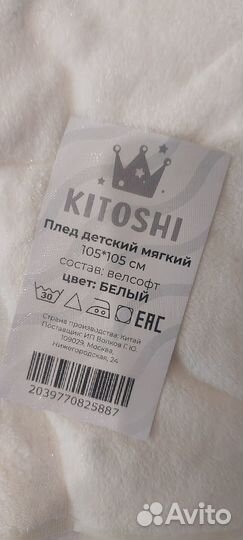 KITOSHI
Плед детский мягкий
105*105 см
состав: велсофт
цвет: БЕЛЫЙ
30 EAC
Страна производства: Китай
Поставщик: ИП Волков Г.Ю.
109029, Москва
Нижегородская, 24
2039770825887
Avito